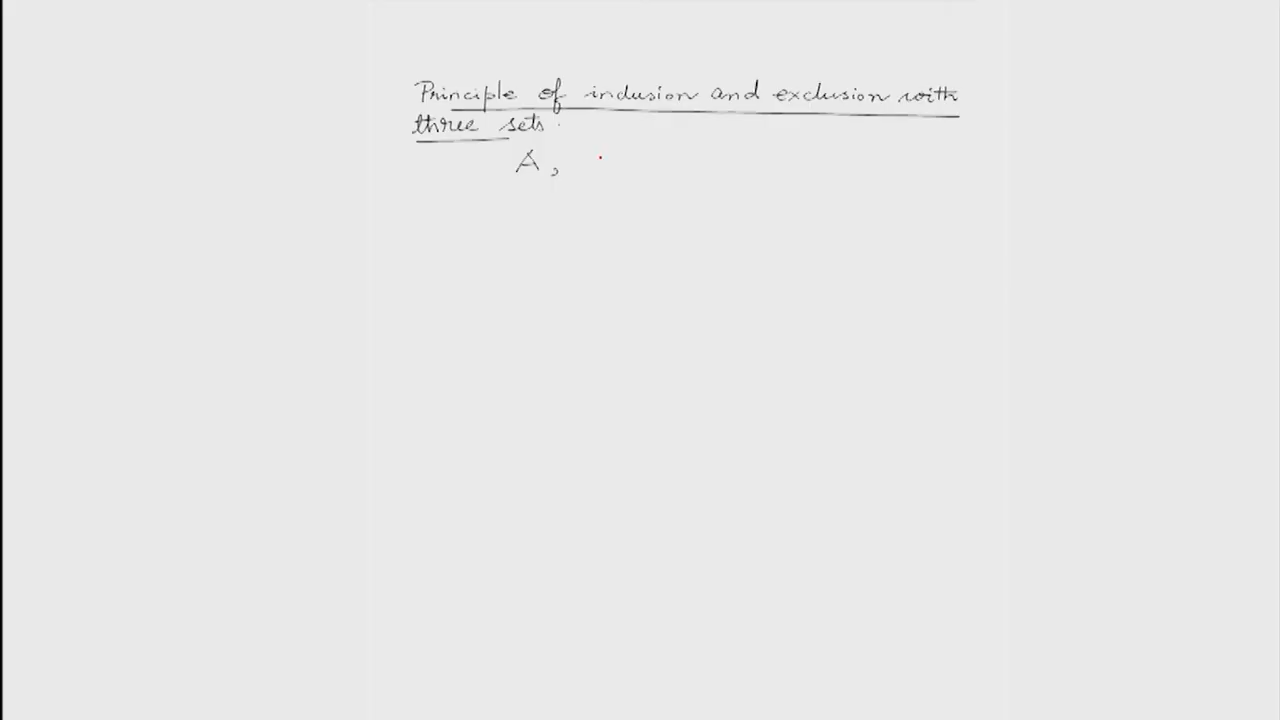 Principle of inclusion and exclusion with
three sets.
A,